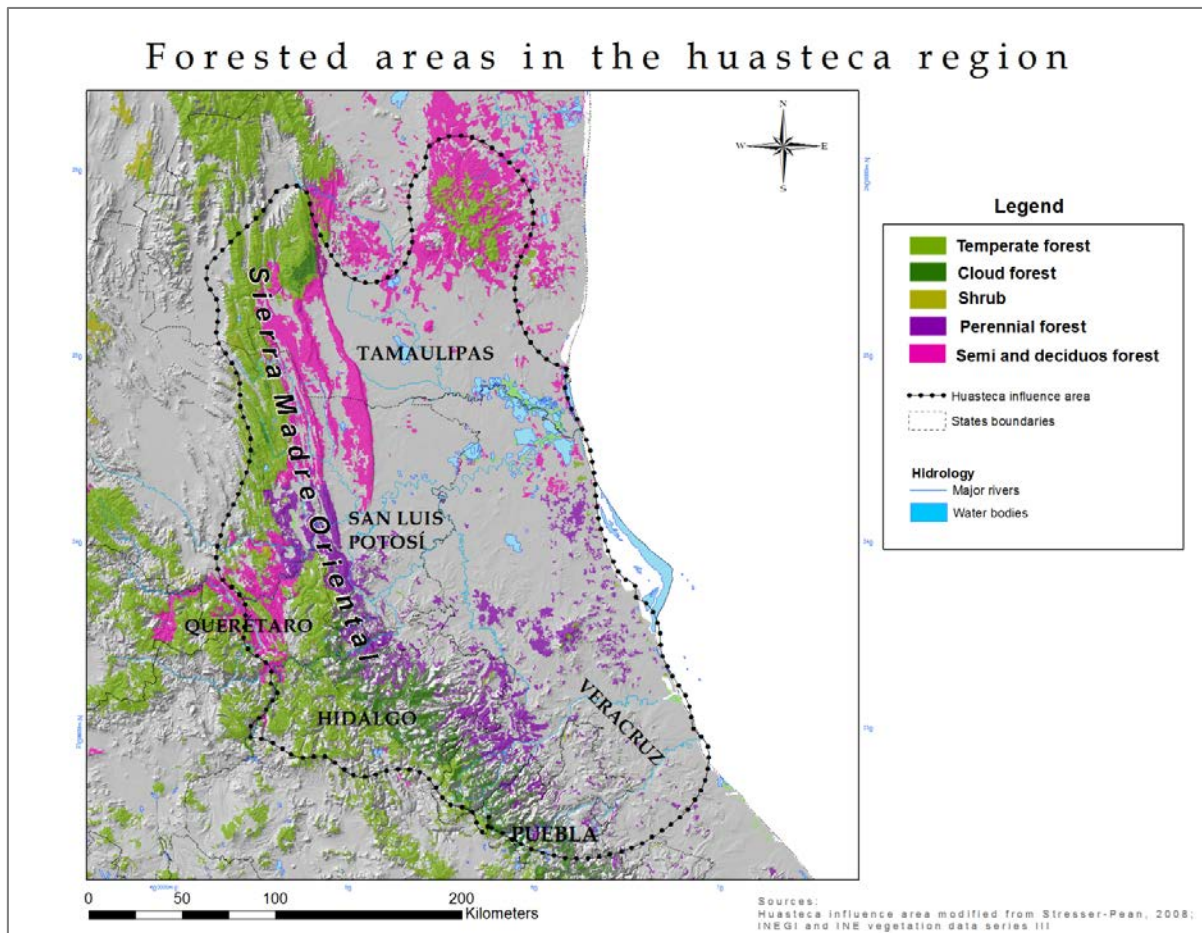 Forested areas in the huasteca region
N
W E
S
Legend
Temperate forest
Cloud forest
Shrub
Perennial forest
Semi and deciduos forest
Huasteca influence area
States boundaries
Hidrology
Major rivers
Water bodies
Sierra Madre Oriental
TAMAULIPAS
SAN LUIS
POTOSÍ
QUERETARO
HIDALGO
VERACRUZ
PUEBLA
0 50 100 200
Kilometers
Sources:
Huasteca influence area modified from Stresser-Pean, 2008;
INEGI and INE vegetation data series III